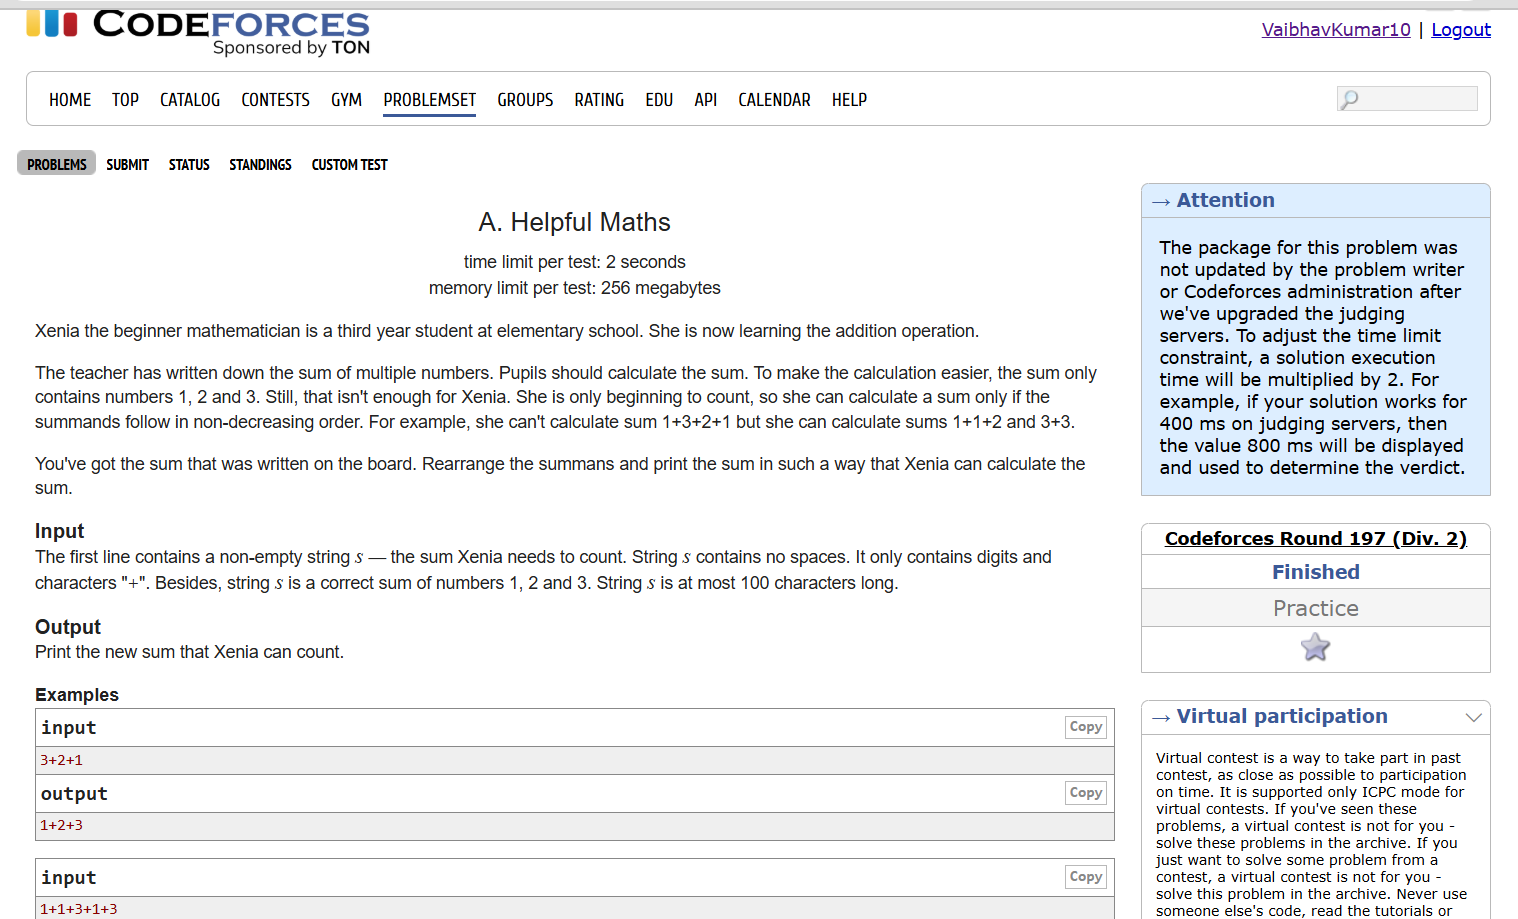 CODEFORCES
Sponsored by TON
VaibhavKumar10 | Logout
HOME TOP CATALOG CONTESTS GYM PROBLEMSET GROUPS RATING EDU API CALENDAR HELP
PROBLEMS SUBMIT STATUS STANDINGS CUSTOM TEST
A. Helpful Maths
time limit per test: 2 seconds
memory limit per test: 256 megabytes
Xenia the beginner mathematician is a third year student at elementary school. She is now learning the addition operation.
The teacher has written down the sum of multiple numbers. Pupils should calculate the sum. To make the calculation easier, the sum only
contains numbers 1, 2 and 3. Still, that isn't enough for Xenia. She is only beginning to count, so she can calculate a sum only if the
summands follow in non-decreasing order. For example, she can't calculate sum 1+3+2+1 but she can calculate sums 1+1+2 and 3+3.
You've got the sum that was written on the board. Rearrange the summans and print the sum in such a way that Xenia can calculate the
sum.
Input
The first line contains a non-empty string s — the sum Xenia needs to count. String s contains no spaces. It only contains digits and
characters "+". Besides, string s is a correct sum of numbers 1, 2 and 3. String s is at most 100 characters long.
Output
Print the new sum that Xenia can count.
Examples
input Copy
3+2+1
output Copy
1+2+3
input Copy
1+1+3+1+3
→ Attention
The package for this problem was
not updated by the problem writer
or Codeforces administration after
we've upgraded the judging
servers. To adjust the time limit
constraint, a solution execution
time will be multiplied by 2. For
example, if your solution works for
400 ms on judging servers, then
the value 800 ms will be displayed
and used to determine the verdict.
Codeforces Round 197 (Div. 2)
Finished
Practice
→ Virtual participation
Virtual contest is a way to take part in past
contest, as close as possible to participation
on time. It is supported only ICPC mode for
virtual contests. If you've seen these
problems, a virtual contest is not for you -
solve these problems in the archive. If you
just want to solve some problem from a
contest, a virtual contest is not for you -
solve this problem in the archive. Never use
someone else's code, read the tutorials or